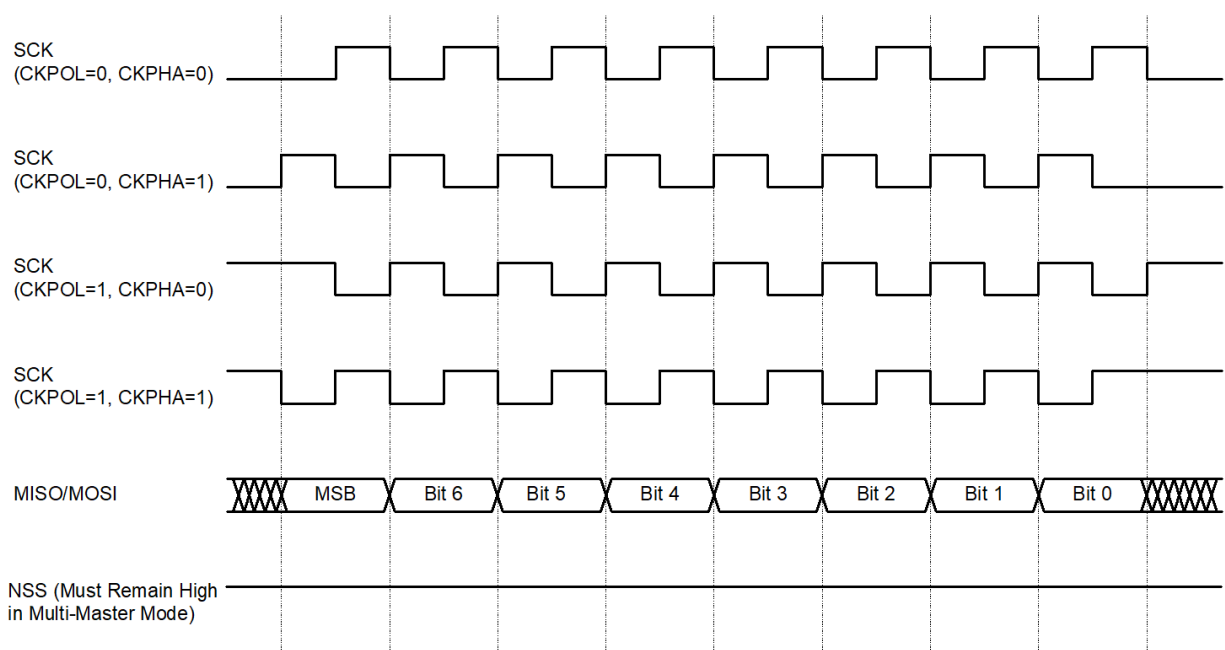 SCK
(CKPOL=0, CKPHA=0)
SCK
(CKPOL=0, CKPHA=1)
SCK
(CKPOL=1, CKPHA=0)
SCK
(CKPOL=1, CKPHA=1)
MISO/MOSI MSB Bit 6 Bit 5 Bit 4 Bit 3 Bit 2 Bit 1 Bit 0
NSS (Must Remain High
in Multi-Master Mode)